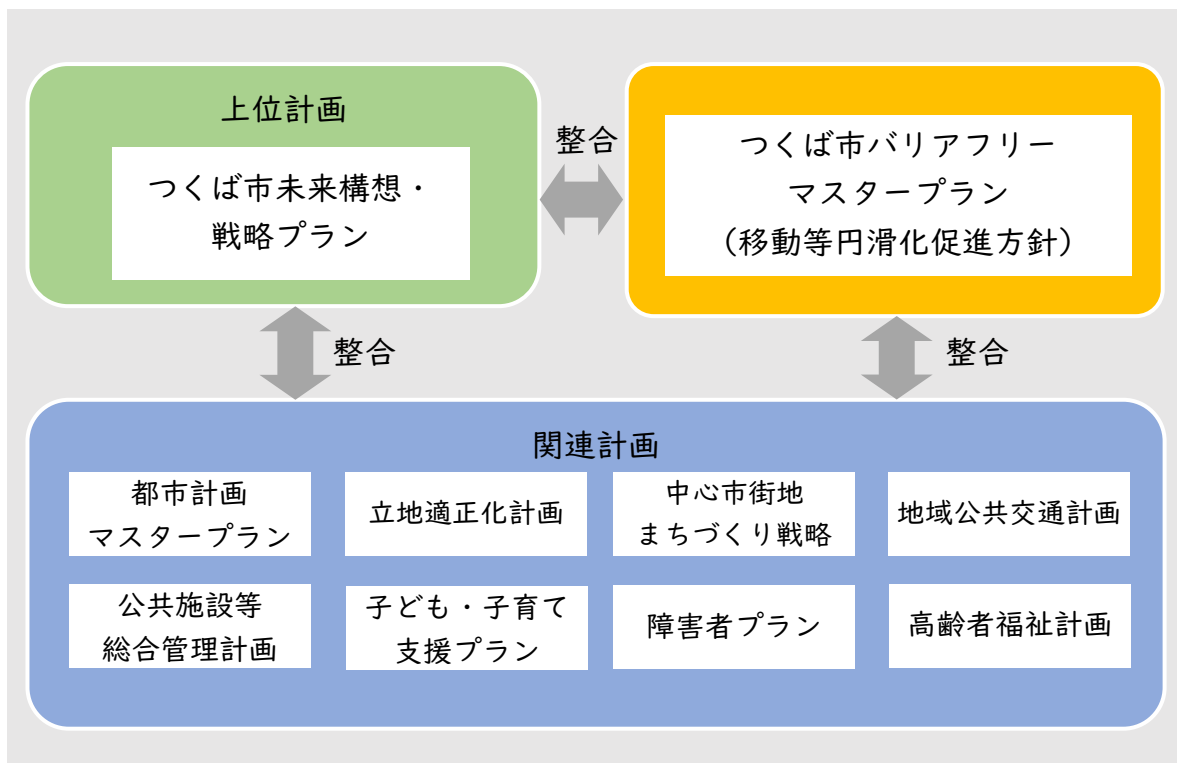 上位計画
つくば市未来構想・
戦略プラン
整合
つくば市バリアフリー
マスタープラン
（移動等円滑化促進方針）
整合
整合
関連計画
都市計画
マスタープラン
立地適正化計画
中心市街地
まちづくり戦略
地域公共交通計画
公共施設等
総合管理計画
子ども・子育て
支援プラン
障害者プラン
高齢者福祉計画